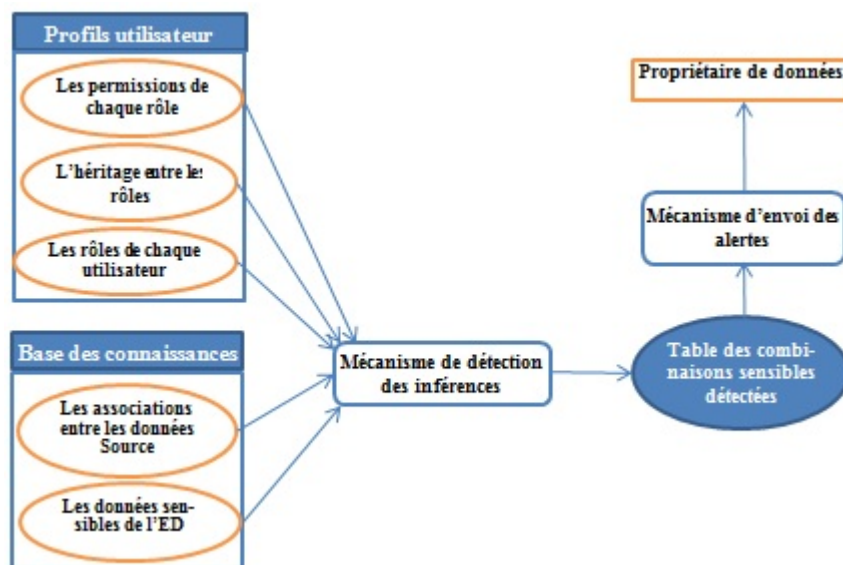 Profils utilisateur
Les permissions de
chaque rôle
L'héritage entre les
rôles
Les rôles de chaque
utilisateur
Base des connaissances
Les associations
entre les données
Source
Les données sen-
sibles de l'ED
Mécanisme de détection
des inférences
Table des combi-
naisons sensibles
détectées
Mécanisme d'envoi des
alertes
Propriétaire de données